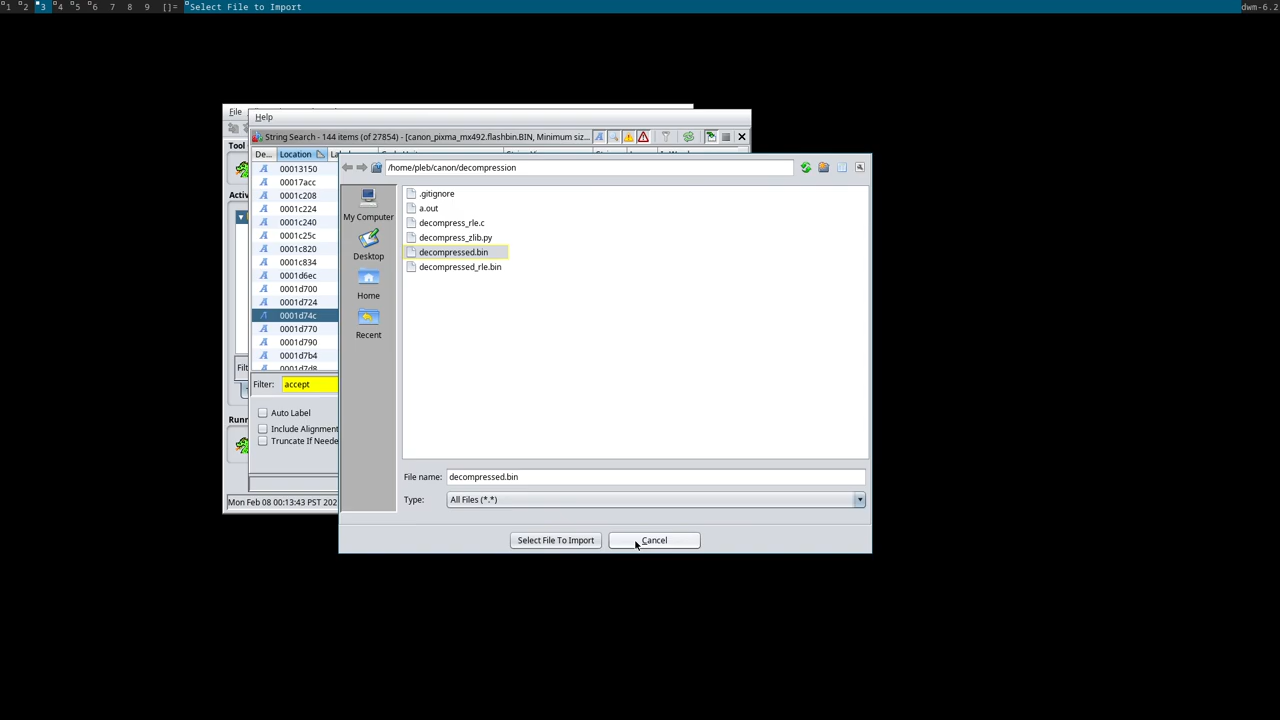 1 2 3 4 5 6 7 8 9 []= Select File to Import dwm-6.2
File
Help
String Search - 144 items (of 27854) - [canon_pixma_mx492.flashbin.BIN, Minimum siz...
Tool
De... Location
/home/pleb/canon/decompression
00013150
00017acc
0001c208
0001c224
0001c240
0001c25c
0001c820
0001c834
0001d6ec
0001d700
0001d724
0001d74c
0001d770
0001d790
0001d7b4
0001d7d8
Activ
My Computer
Desktop
Home
Recent
.gitignore
a.out
decompress_rle.c
decompress_zlib.py
decompressed.bin
decompressed_rle.bin
Filt
Filter: accept
Auto Label
Include Alignment
Truncate If Neede
Runn
File name: decompressed.bin
Type: All Files (*.*)
Mon Feb 08 00:13:43 PST 202
Select File To Import
Cancel